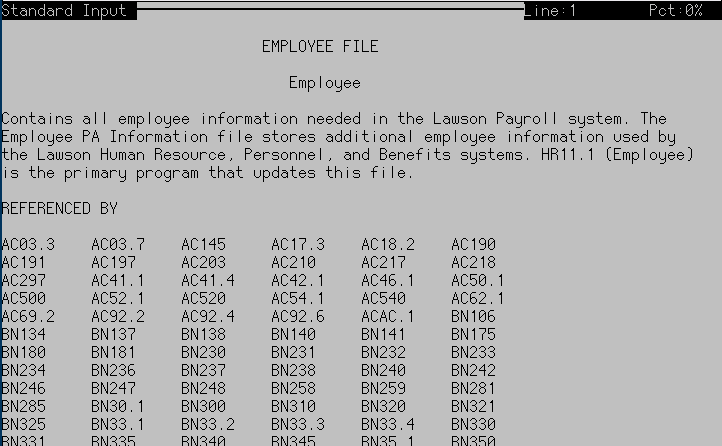 Standard Input Line:1 Pct:0%
EMPLOYEE FILE
Employee
Contains all employee information needed in the Lawson Payroll system. The
Employee PA Information file stores additional employee information used by
the Lawson Human Resource, Personnel, and Benefits systems. HR11.1 (Employee)
is the primary program that updates this file.
REFERENCED BY
AC03.3 AC03.7 AC145 AC17.3 AC18.2 AC190
AC191 AC197 AC203 AC210 AC217 AC218
AC297 AC41.1 AC41.4 AC42.1 AC46.1 AC50.1
AC500 AC52.1 AC520 AC54.1 AC540 AC62.1
AC69.2 AC92.2 AC92.4 AC92.6 ACAC.1 BN106
BN134 BN137 BN138 BN140 BN141 BN175
BN180 BN181 BN230 BN231 BN232 BN233
BN234 BN236 BN237 BN238 BN240 BN242
BN246 BN247 BN248 BN258 BN259 BN281
BN285 BN30.1 BN300 BN310 BN320 BN321
BN325 BN33.1 BN33.2 BN33.3 BN33.4 BN330
BN331 BN335 BN340 BN345 BN35.1 BN350